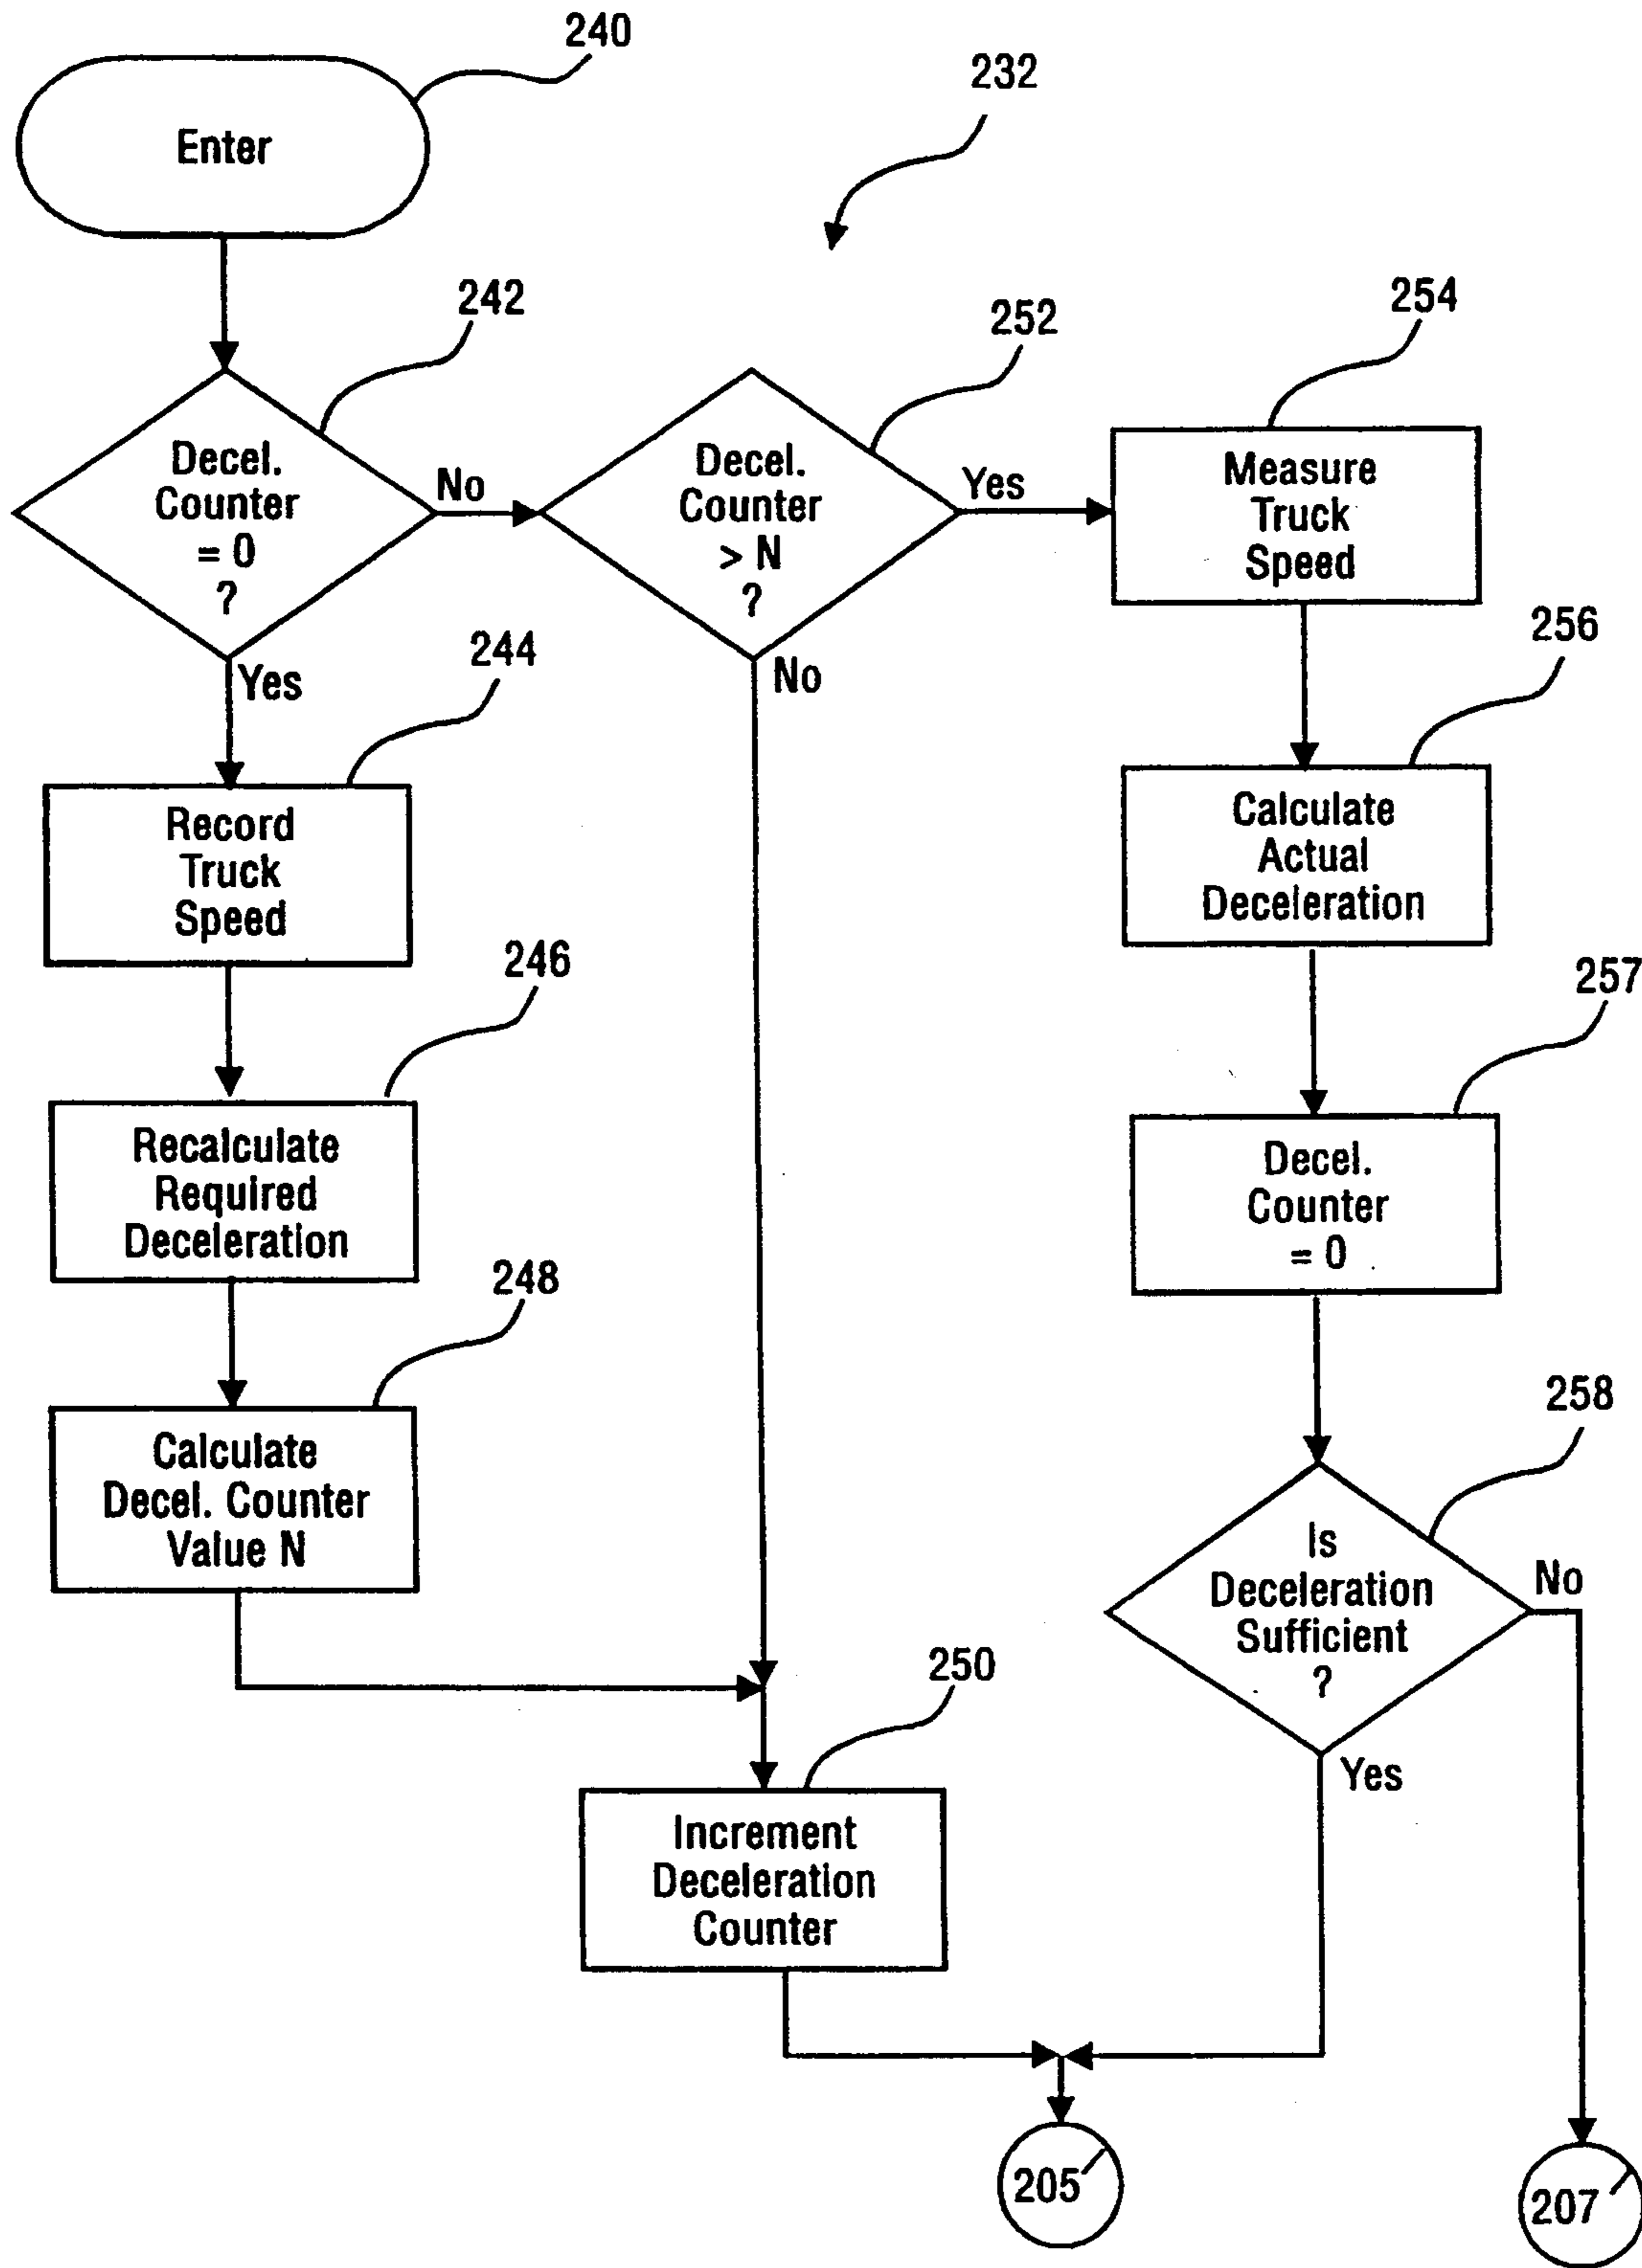 240
Enter
232
242
Decel.
Counter
= 0
?
No
Yes
252
Decel.
Counter
> N
?
Yes
No
254
Measure
Truck
Speed
244
Record
Truck
Speed
256
Calculate
Actual
Deceleration
246
Recalculate
Required
Deceleration
257
Decel.
Counter
= 0
248
Calculate
Decel. Counter
Value N
258
Is
Deceleration
Sufficient
?
No
Yes
250
Increment
Deceleration
Counter
205
207